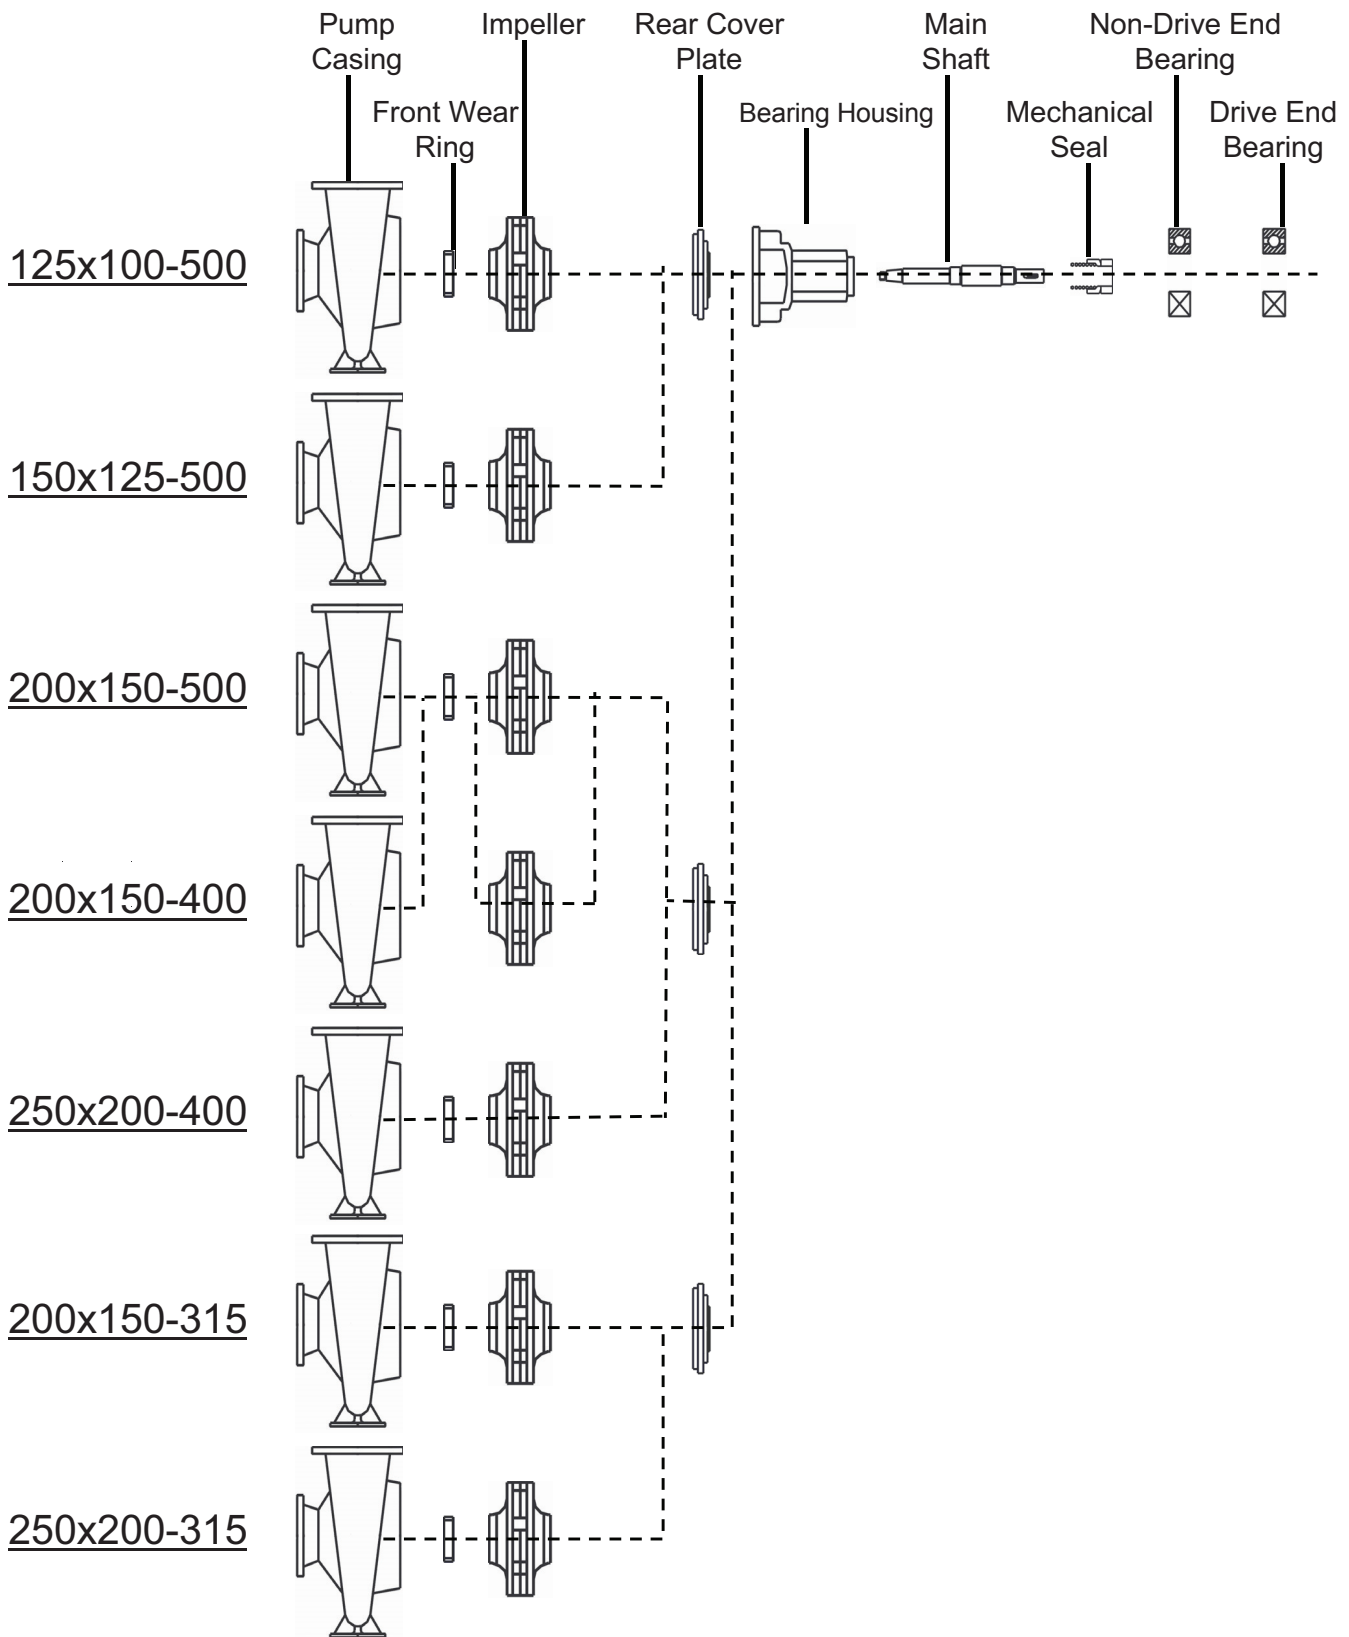 Pump
Casing
Impeller
Rear Cover
Plate
Main
Shaft
Non-Drive End
Bearing
Front Wear
Ring
Bearing Housing
Mechanical
Seal
Drive End
Bearing
125x100-500
150x125-500
200x150-500
200x150-400
250x200-400
200x150-315
250x200-315